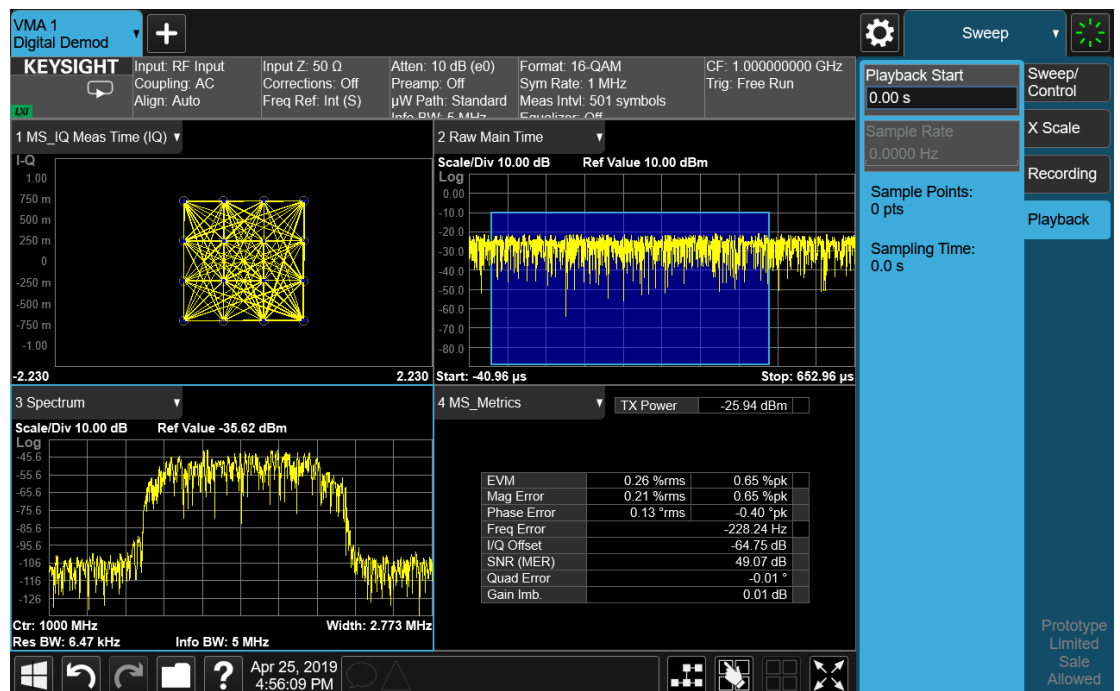 VMA 1
Digital Demod
+
Sweep
KEYSIGHT
LXI
Input: RF Input
Coupling: AC
Align: Auto
Input Z: 50 Ω
Corrections: Off
Freq Ref: Int (S)
Atten: 10 dB (e0)
Preamp: Off
µW Path: Standard
Info BW: 5 MHz
Format: 16-QAM
Sym Rate: 1 MHz
Meas Intvl: 501 symbols
Equalizer: Off
CF: 1.000000000 GHz
Trig: Free Run
1 MS_IQ Meas Time (IQ)
I-Q
1.00
750 m
500 m
250 m
0
-250 m
-500 m
-750 m
-1.00
-2.230
2.230
2 Raw Main Time
Scale/Div 10.00 dB Ref Value 10.00 dBm
Log
0.00
-10.0
-20.0
-30.0
-40.0
-50.0
-60.0
-70.0
-80.0
Start: -40.96 µs
Stop: 652.96 µs
3 Spectrum
Scale/Div 10.00 dB Ref Value -35.62 dBm
Log
-45.6
-55.6
-65.6
-75.6
-85.6
-95.6
-106
-116
-126
Ctr: 1000 MHz
Width: 2.773 MHz
Res BW: 6.47 kHz
Info BW: 5 MHz
4 MS_Metrics
TX Power -25.94 dBm
EVM 0.26 %rms 0.65 %pk
Mag Error 0.21 %rms 0.65 %pk
Phase Error 0.13 °rms -0.40 °pk
Freq Error -228.24 Hz
I/Q Offset -64.75 dB
SNR (MER) 49.07 dB
Quad Error -0.01 °
Gain Imb. 0.01 dB
Playback Start
0.00 s
Sample Rate
0.0000 Hz
Sample Points:
0 pts
Sampling Time:
0.0 s
Sweep/
Control
X Scale
Recording
Playback
Prototype
Limited
Sale
Allowed
?
Apr 25, 2019
4:56:09 PM